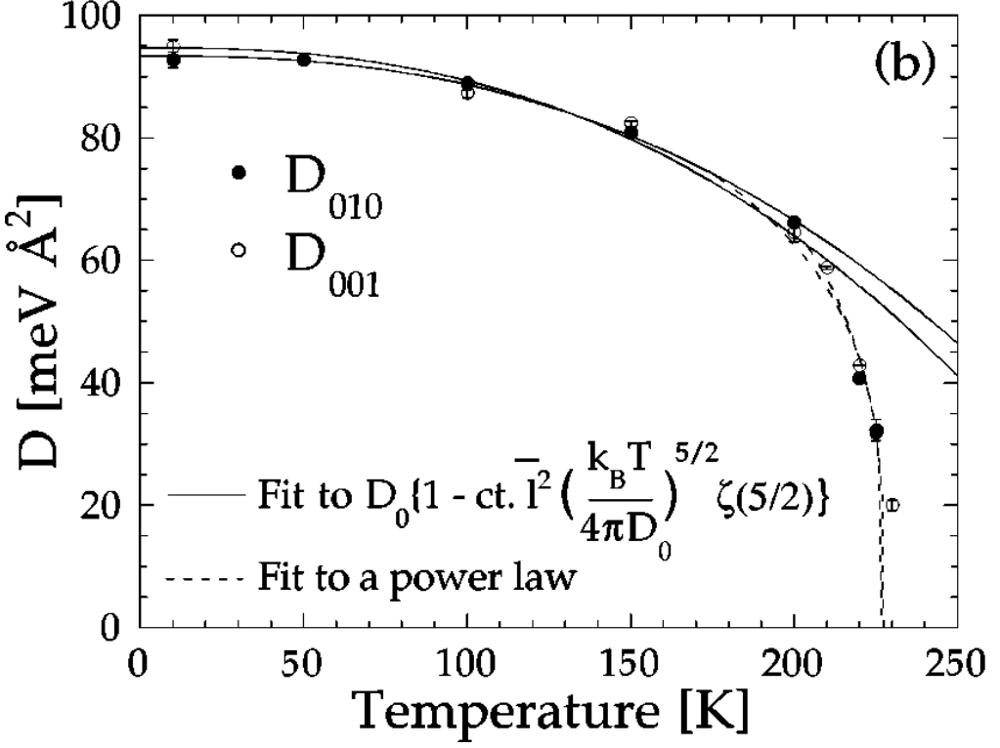 100
80
60
40
20
0
D [meV Å²]
(b)
D₀₁₀
D₀₀₁
Fit to D₀{1 - ct. l̄² (k_B T / 4πD₀)^5/2 ζ(5/2)}
Fit to a power law
0 50 100 150 200 250
Temperature [K]